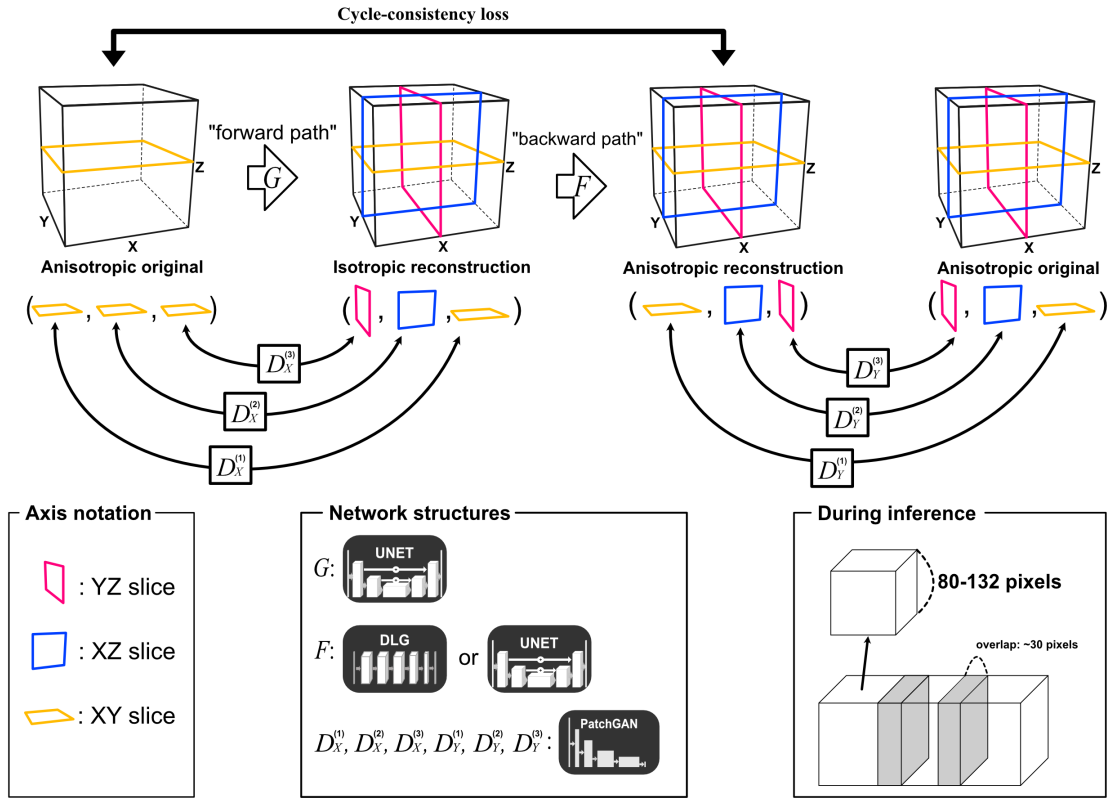 Cycle-consistency loss
"forward path"
G
"backward path"
F
Z
Y
X
Z
Y
X
Z
Y
X
Z
Y
X
Anisotropic original
Isotropic reconstruction
Anisotropic reconstruction
Anisotropic original
( , , )
( , , )
( , , )
( , , )
D_X^(3)
D_Y^(3)
D_X^(2)
D_Y^(2)
D_X^(1)
D_Y^(1)
Axis notation
: YZ slice
: XZ slice
: XY slice
Network structures
G:
UNET
F:
DLG
or
UNET
D_X^(1), D_X^(2), D_X^(3), D_Y^(1), D_Y^(2), D_Y^(3):
PatchGAN
During inference
80-132 pixels
overlap: ~30 pixels